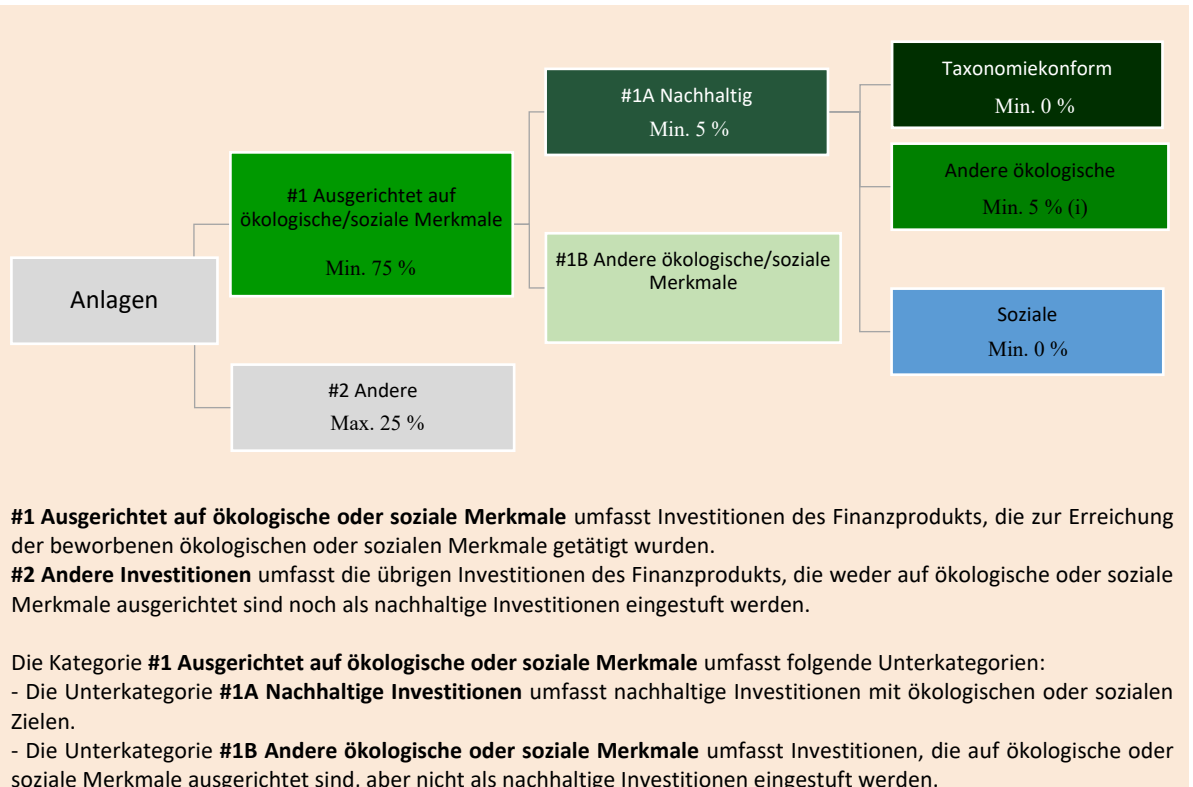 Anlagen
#1 Ausgerichtet auf
ökologische/soziale Merkmale
Min. 75 %
#2 Andere
Max. 25 %
#1A Nachhaltig
Min. 5 %
#1B Andere ökologische/soziale
Merkmale
Taxonomiekonform
Min. 0 %
Andere ökologische
Min. 5 % (i)
Soziale
Min. 0 %
#1 Ausgerichtet auf ökologische oder soziale Merkmale umfasst Investitionen des Finanzprodukts, die zur Erreichung
der beworbenen ökologischen oder sozialen Merkmale getätigt wurden.
#2 Andere Investitionen umfasst die übrigen Investitionen des Finanzprodukts, die weder auf ökologische oder soziale
Merkmale ausgerichtet sind noch als nachhaltige Investitionen eingestuft werden.
Die Kategorie #1 Ausgerichtet auf ökologische oder soziale Merkmale umfasst folgende Unterkategorien:
- Die Unterkategorie #1A Nachhaltige Investitionen umfasst nachhaltige Investitionen mit ökologischen oder sozialen
Zielen.
- Die Unterkategorie #1B Andere ökologische oder soziale Merkmale umfasst Investitionen, die auf ökologische oder
soziale Merkmale ausgerichtet sind, aber nicht als nachhaltige Investitionen eingestuft werden.